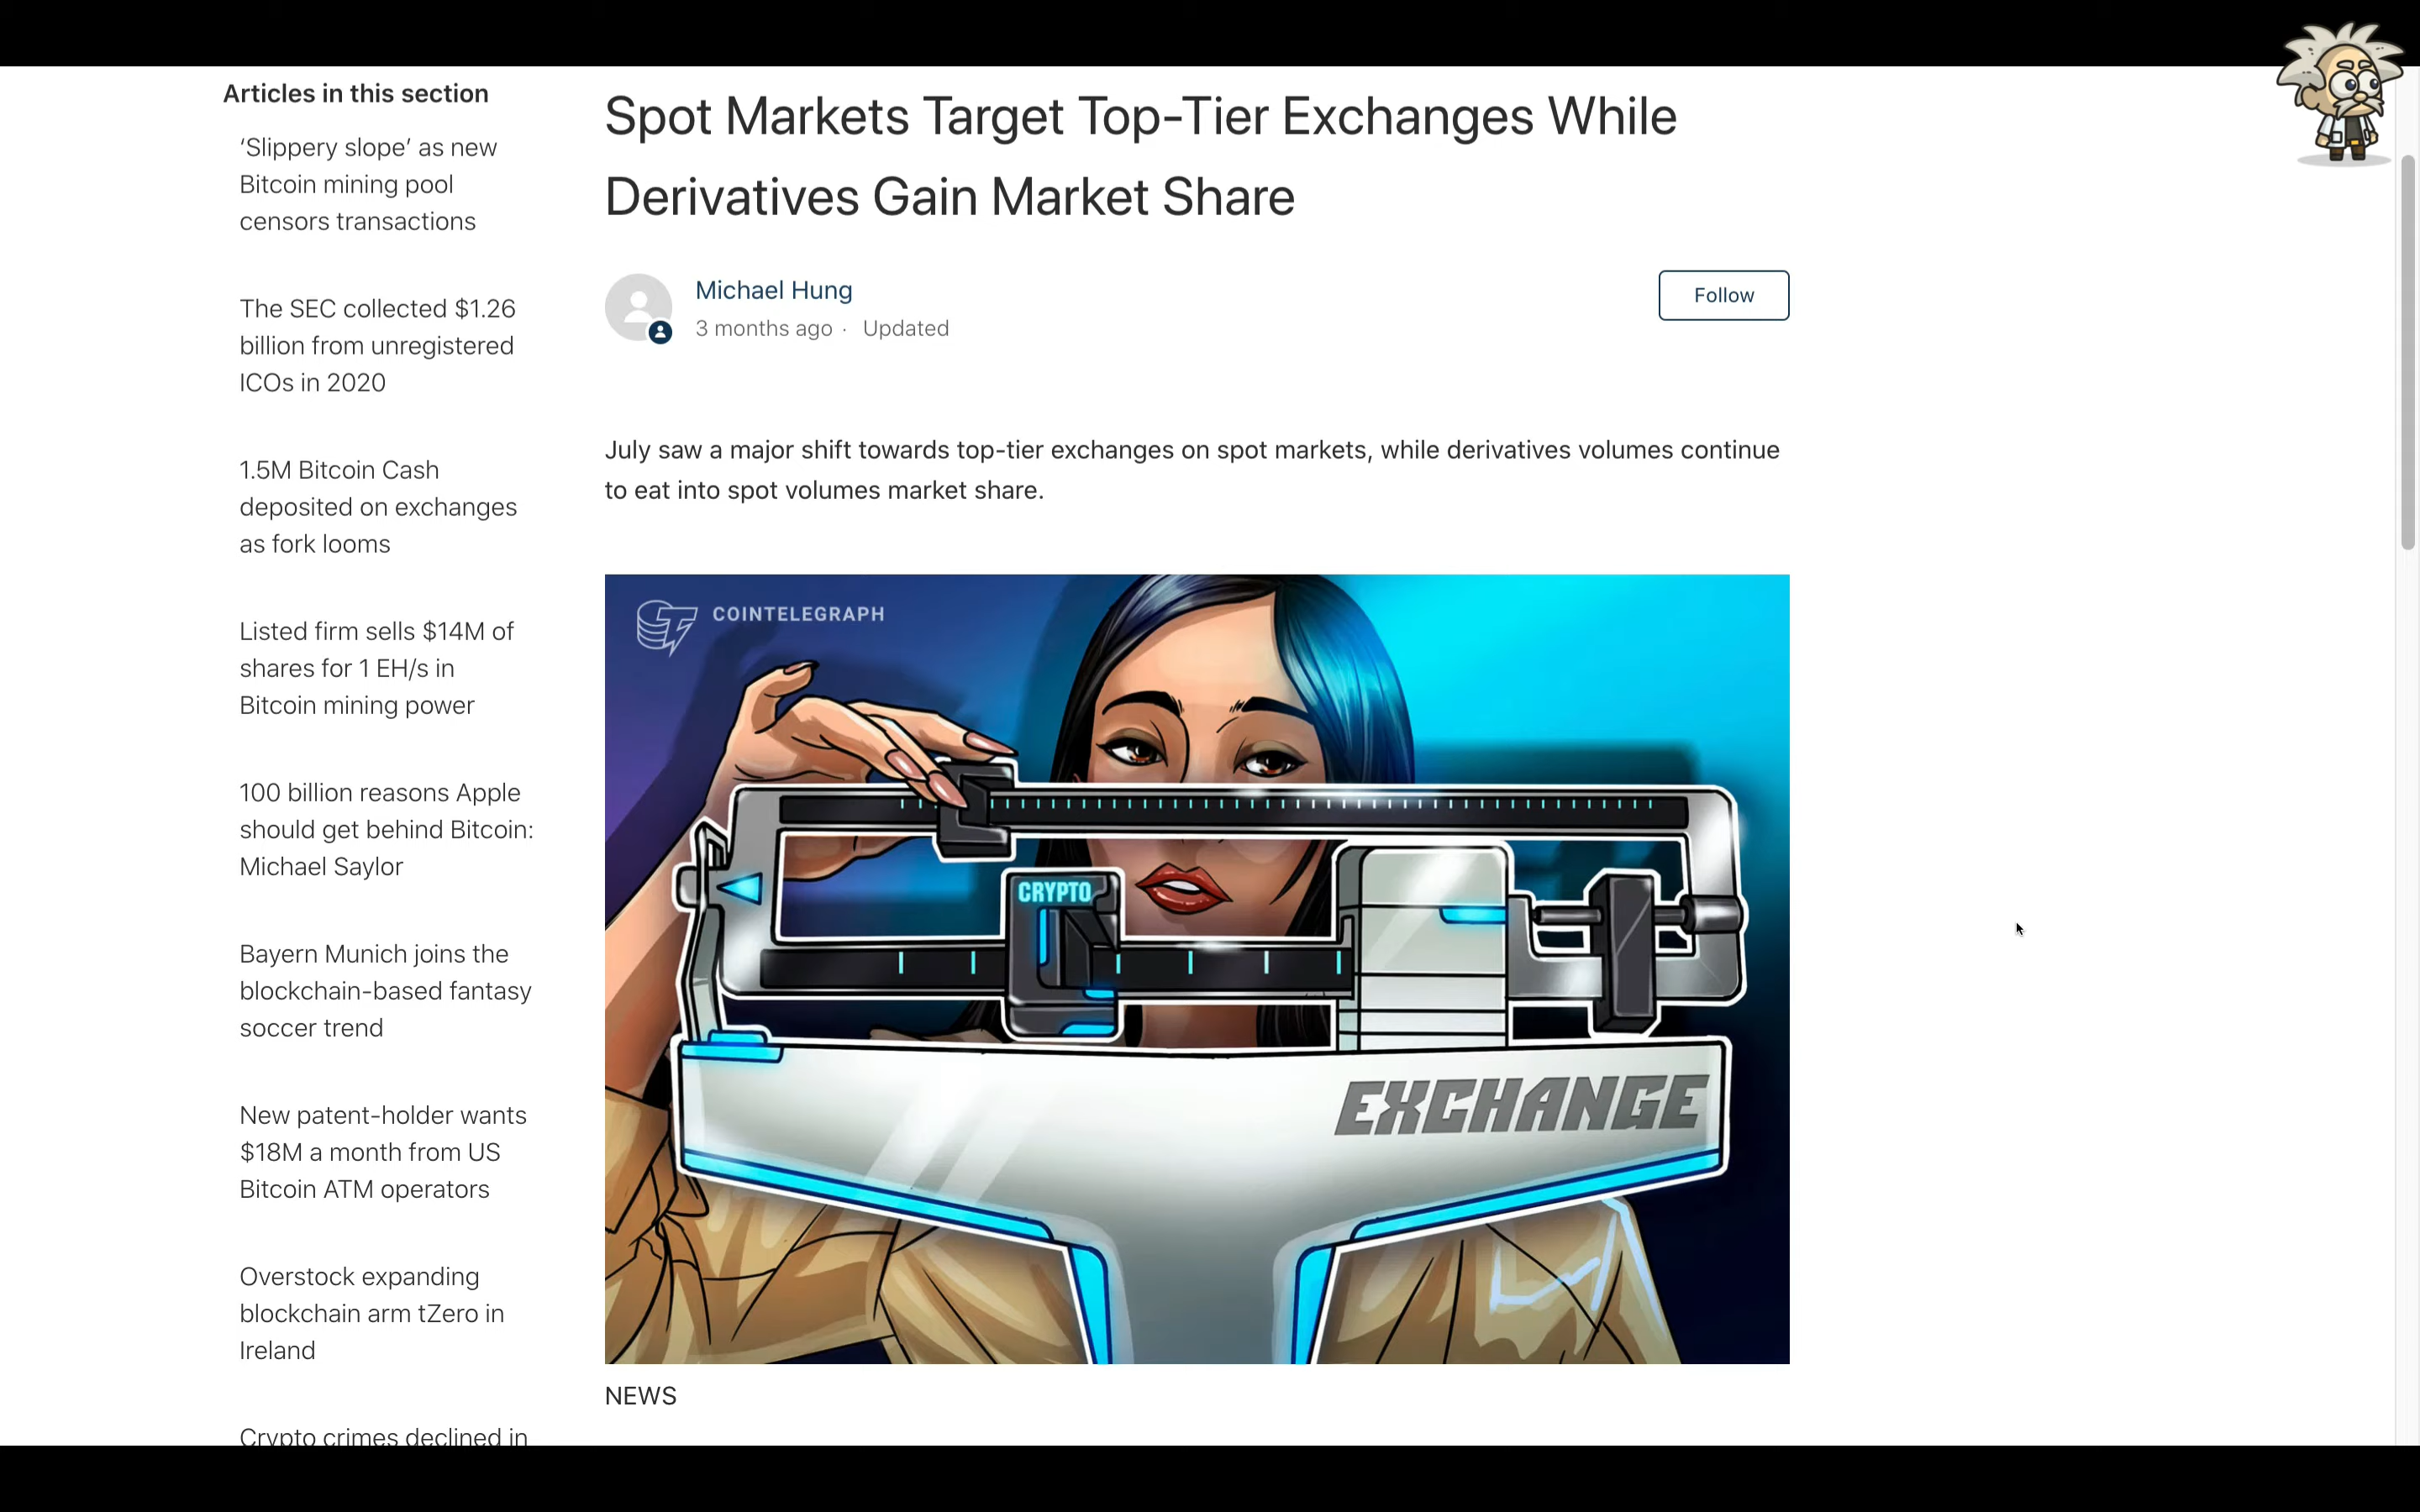 Articles in this section
‘Slippery slope’ as new
Bitcoin mining pool
censors transactions
The SEC collected $1.26
billion from unregistered
ICOs in 2020
1.5M Bitcoin Cash
deposited on exchanges
as fork looms
Listed firm sells $14M of
shares for 1 EH/s in
Bitcoin mining power
100 billion reasons Apple
should get behind Bitcoin:
Michael Saylor
Bayern Munich joins the
blockchain-based fantasy
soccer trend
New patent-holder wants
$18M a month from US
Bitcoin ATM operators
Overstock expanding
blockchain arm tZero in
Ireland
Crypto crimes declined in
Spot Markets Target Top-Tier Exchanges While
Derivatives Gain Market Share
Michael Hung
3 months ago · Updated
Follow
July saw a major shift towards top-tier exchanges on spot markets, while derivatives volumes continue
to eat into spot volumes market share.
COINTELEGRAPH
CRYPTO
EXCHANGE
NEWS